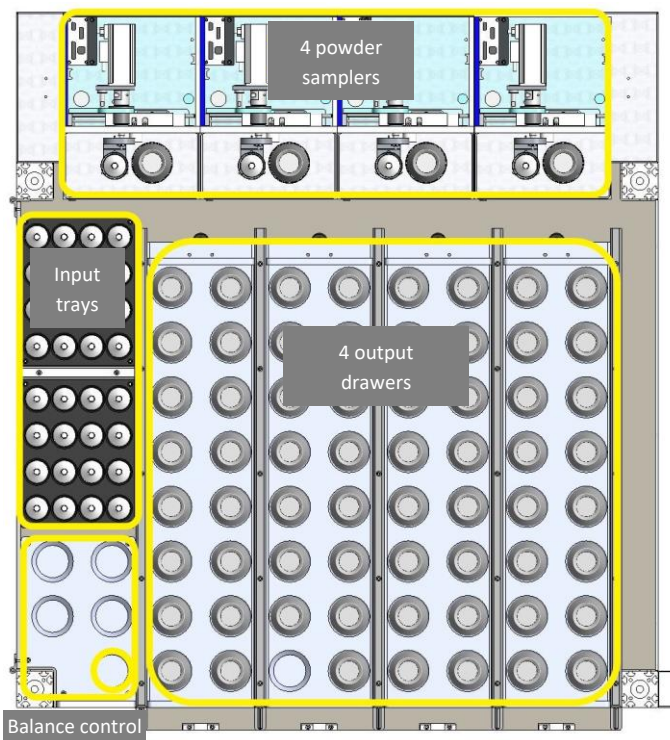 4 powder
samplers
Input
trays
4 output
drawers
Balance control